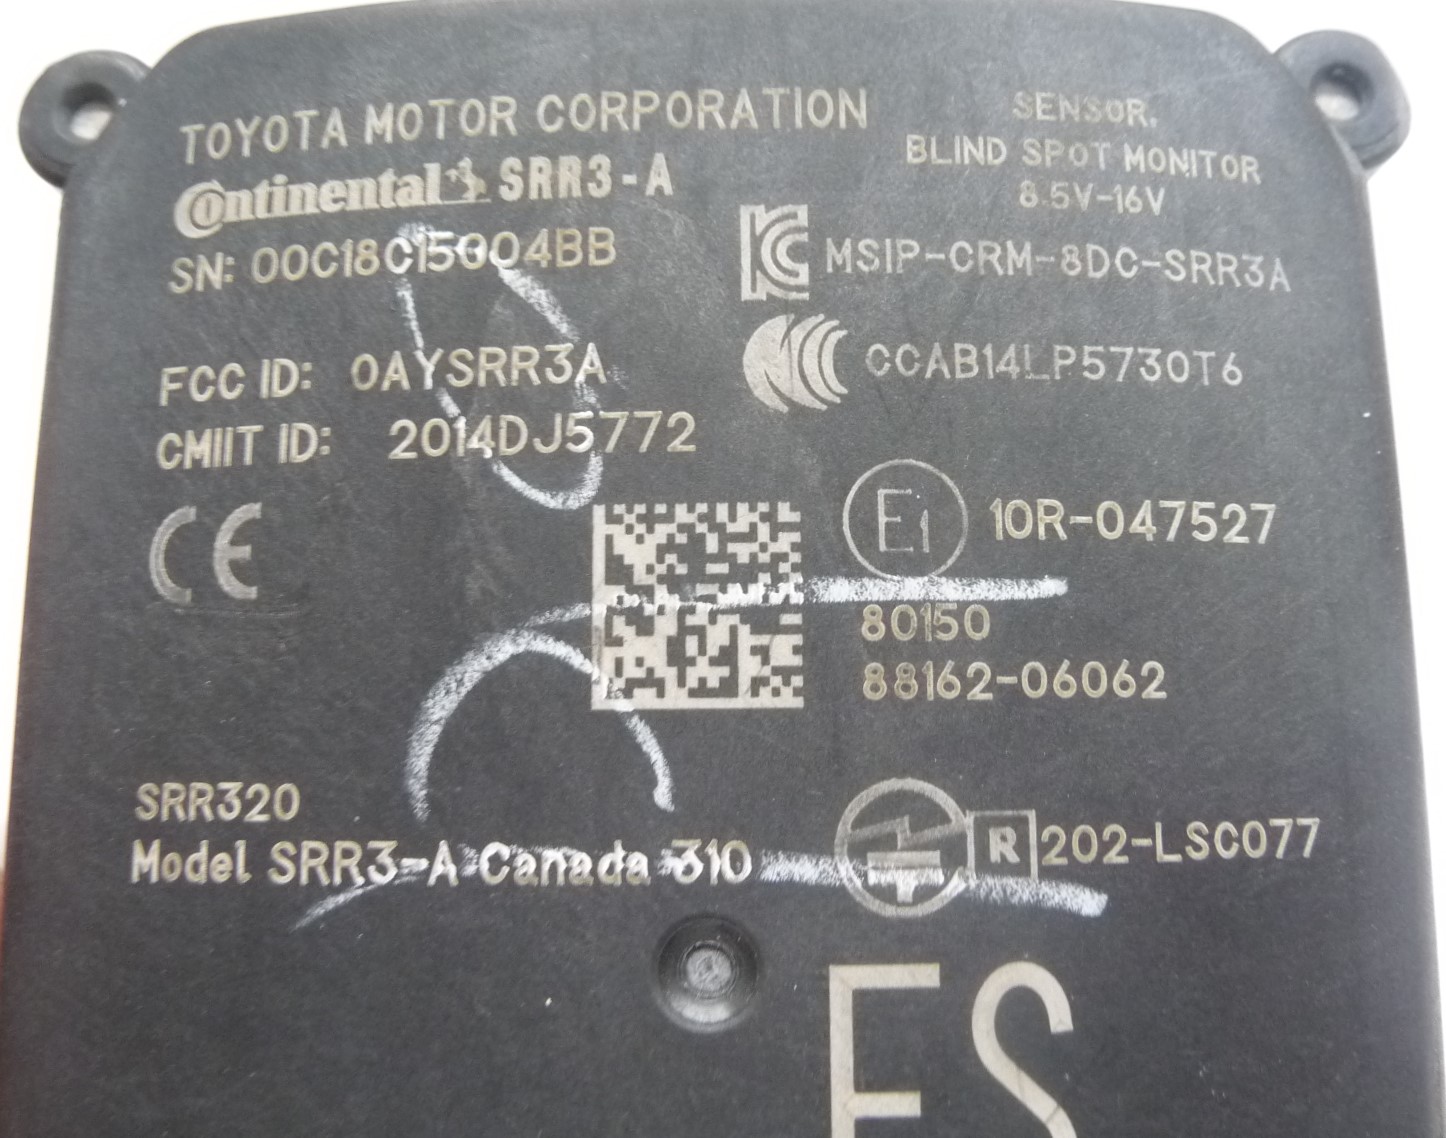 TOYOTA MOTOR CORPORATION
Continental SRR3-A
SN: 00C18C15004BB
SENSOR,
BLIND SPOT MONITOR
8.5V-16V
MSIP-CRM-8DC-SRR3A
FCC ID: OAYSRR3A
CCAB14LP5730T6
CMIIT ID: 2014DJ5772
CE
E1 10R-047527
80150
88162-06062
SRR320
Model SRR3-A Canada 310
R 202-LSC077
ES